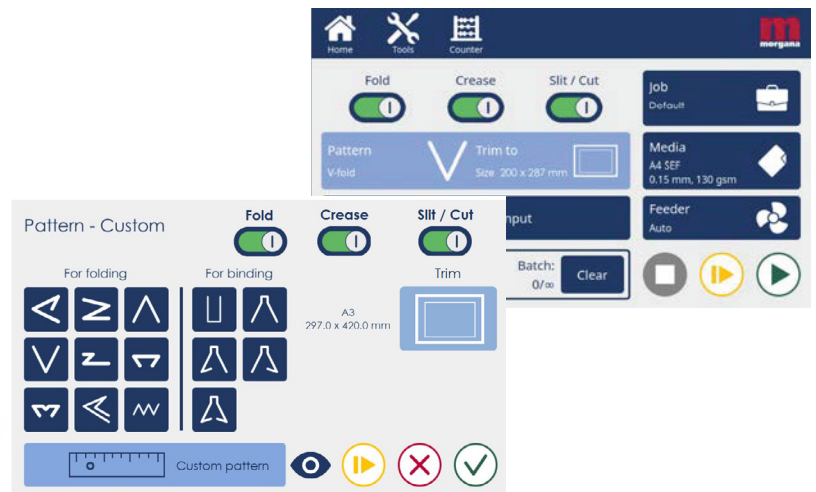 Home
Tools
Counter
morgana
Fold
Crease
Slit / Cut
Job
Default
Pattern
V-fold
Trim to
Size 200 x 287 mm
Media
A4 SEF
0.15 mm, 130 gsm
Feeder
Auto
Batch:
0/∞
Clear
Pattern - Custom
Fold
Crease
Slit / Cut
For folding
For binding
Trim
A3
297.0 x 420.0 mm
0
Custom pattern